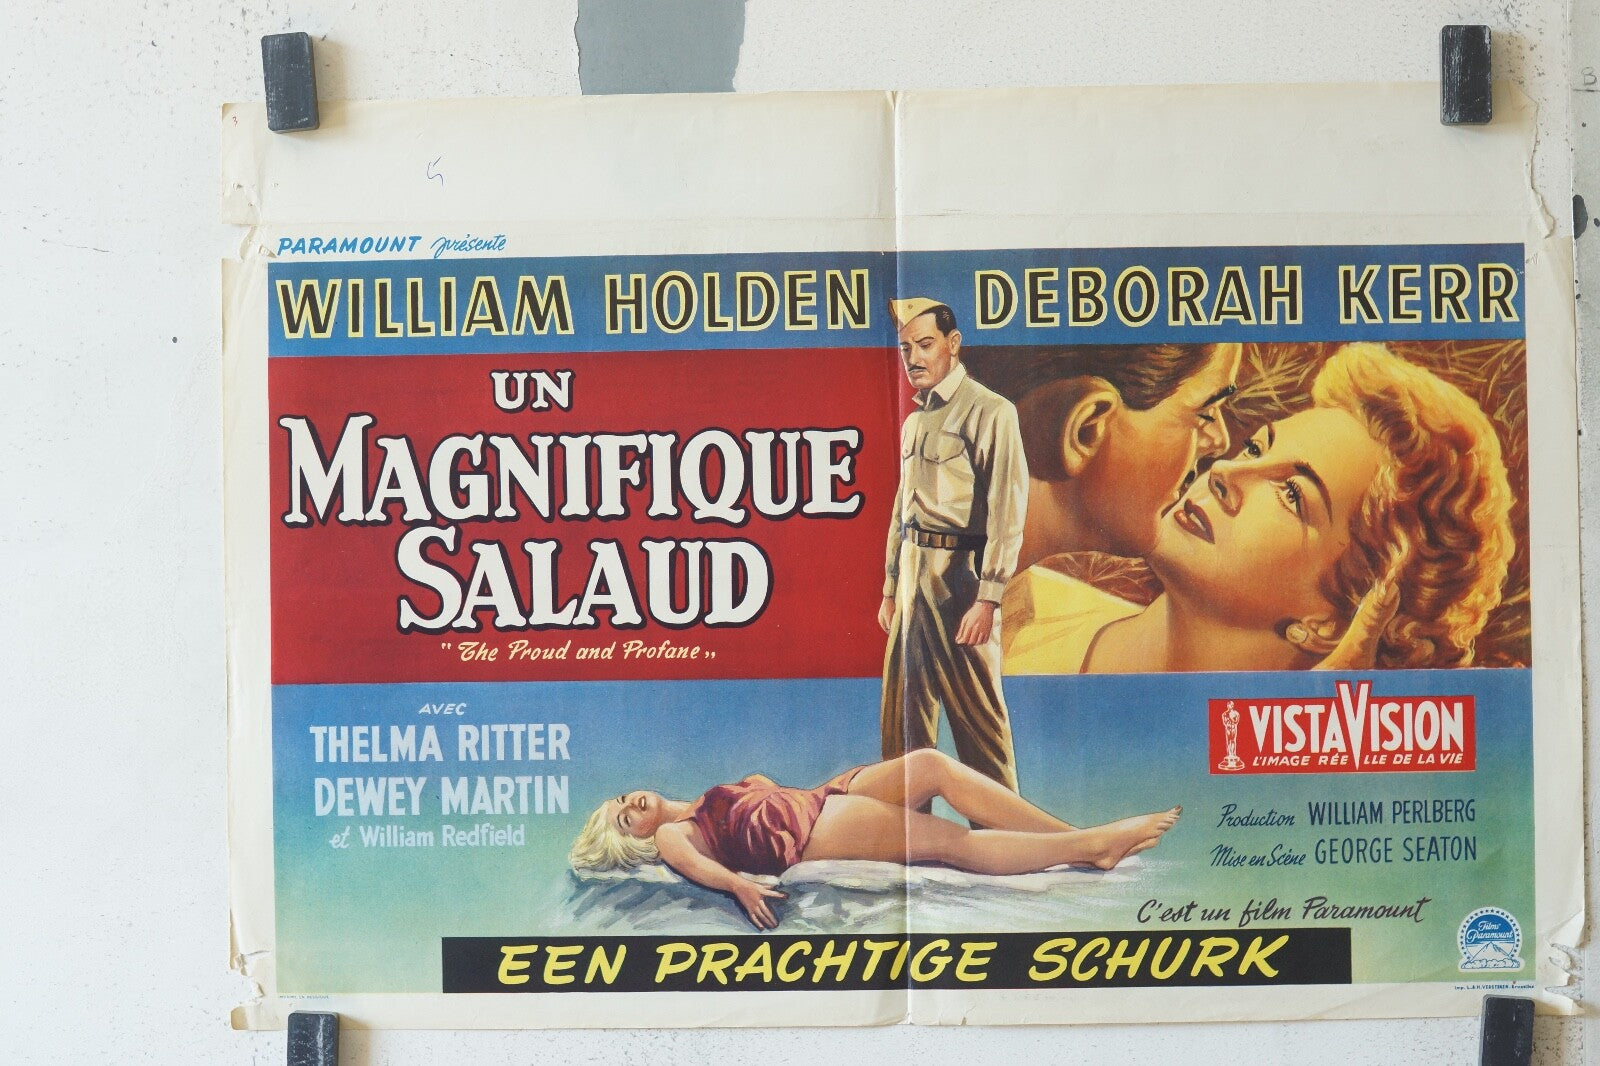 PARAMOUNT présente
WILLIAM HOLDEN DEBORAH KERR
UN
MAGNIFIQUE
SALAUD
"The Proud and Profane„
AVEC
THELMA RITTER
DEWEY MARTIN
et William Redfield
VISTAVISION
L'IMAGE RÉELLE DE LA VIE
Production WILLIAM PERLBERG
Mise en Scène GEORGE SEATON
C'est un film Paramount
Films Paramount
EEN PRACHTIGE SCHURK